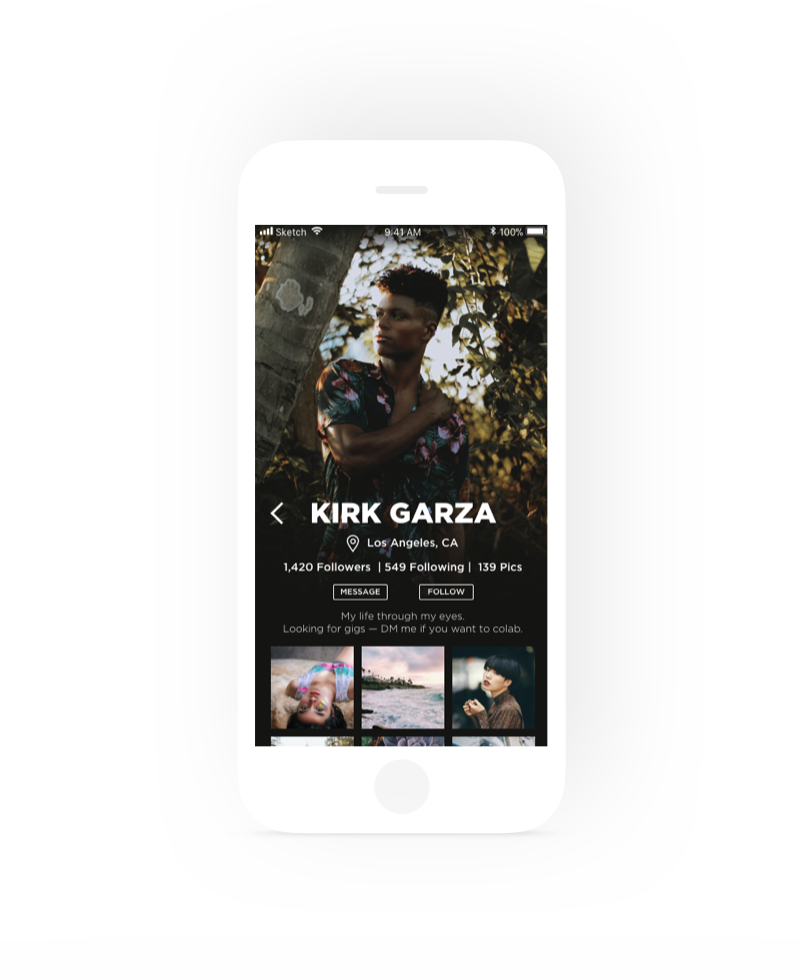 Sketch 9:41 AM 100%
KIRK GARZA
Los Angeles, CA
1,420 Followers | 549 Following | 139 Pics
MESSAGE FOLLOW
My life through my eyes.
Looking for gigs — DM me if you want to colab.